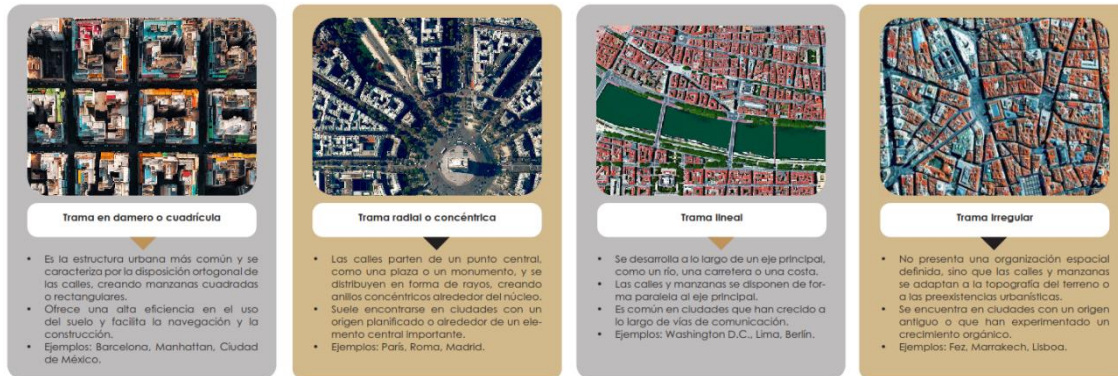 Trama en damero o cuadrícula
• Es la estructura urbana más común y se
caracteriza por la disposición ortogonal de
las calles, creando manzanas cuadradas
o rectangulares.
• Ofrece una alta eficiencia en el uso
del suelo y facilita la navegación y la
construcción.
• Ejemplos: Barcelona, Manhattan, Ciudad
de México.
Trama radial o concéntrica
• Las calles parten de un punto central,
como una plaza o un monumento, y se
distribuyen en forma de rayos, creando
anillos concéntricos alrededor del núcleo.
• Suele encontrarse en ciudades con un
origen planificado o alrededor de un ele-
mento central importante.
• Ejemplos: París, Roma, Madrid.
Trama lineal
• Se desarrolla a lo largo de un eje principal,
como un río, una carretera o una costa.
• Las calles y manzanas se disponen de for-
ma paralela al eje principal.
• Es común en ciudades que han crecido a
lo largo de vías de comunicación.
• Ejemplos: Washington D.C., Lima, Berlín.
Trama irregular
• No presenta una organización espacial
definida, sino que las calles y manzanas
se adaptan a la topografía del terreno o
a las preexistencias urbanísticas.
• Se encuentra en ciudades con un origen
antiguo o que han experimentado un
crecimiento orgánico.
• Ejemplos: Fez, Marrakech, Lisboa.